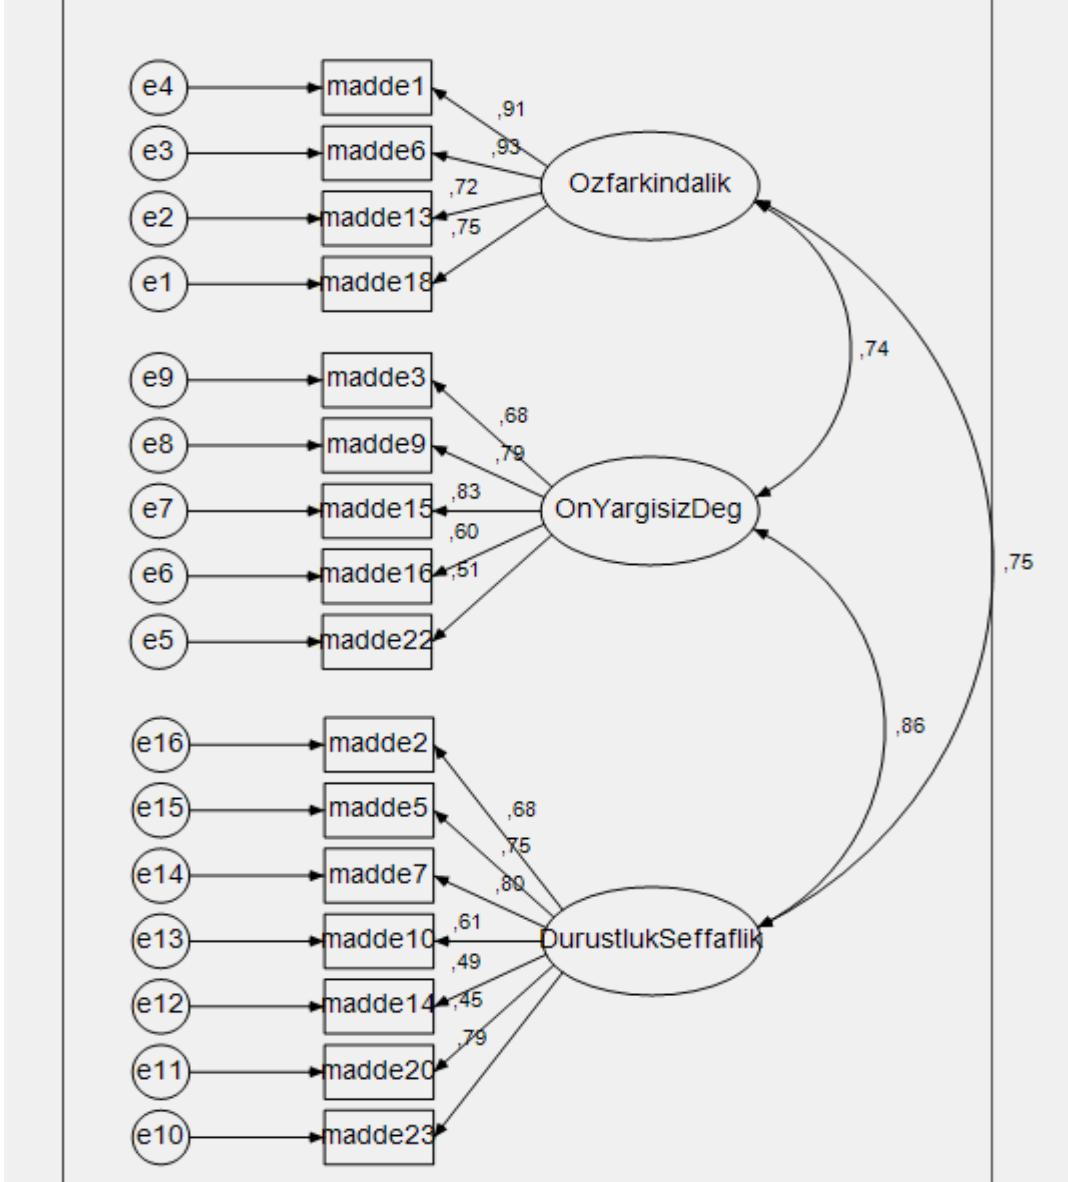 e4
madde1
,91
e3
madde6
,93
Ozfarkindalik
e2
madde13
,72
e1
madde18
,75
,74
e9
madde3
,68
e8
madde9
,79
e7
madde15
,83
OnYargisizDeg
e6
madde16
,60
e5
madde22
,51
,75
,86
e16
madde2
,68
e15
madde5
,75
e14
madde7
,80
e13
madde10
,61
DurustlukSeffaflik
e12
madde14
,49
e11
madde20
,45
e10
madde23
,79